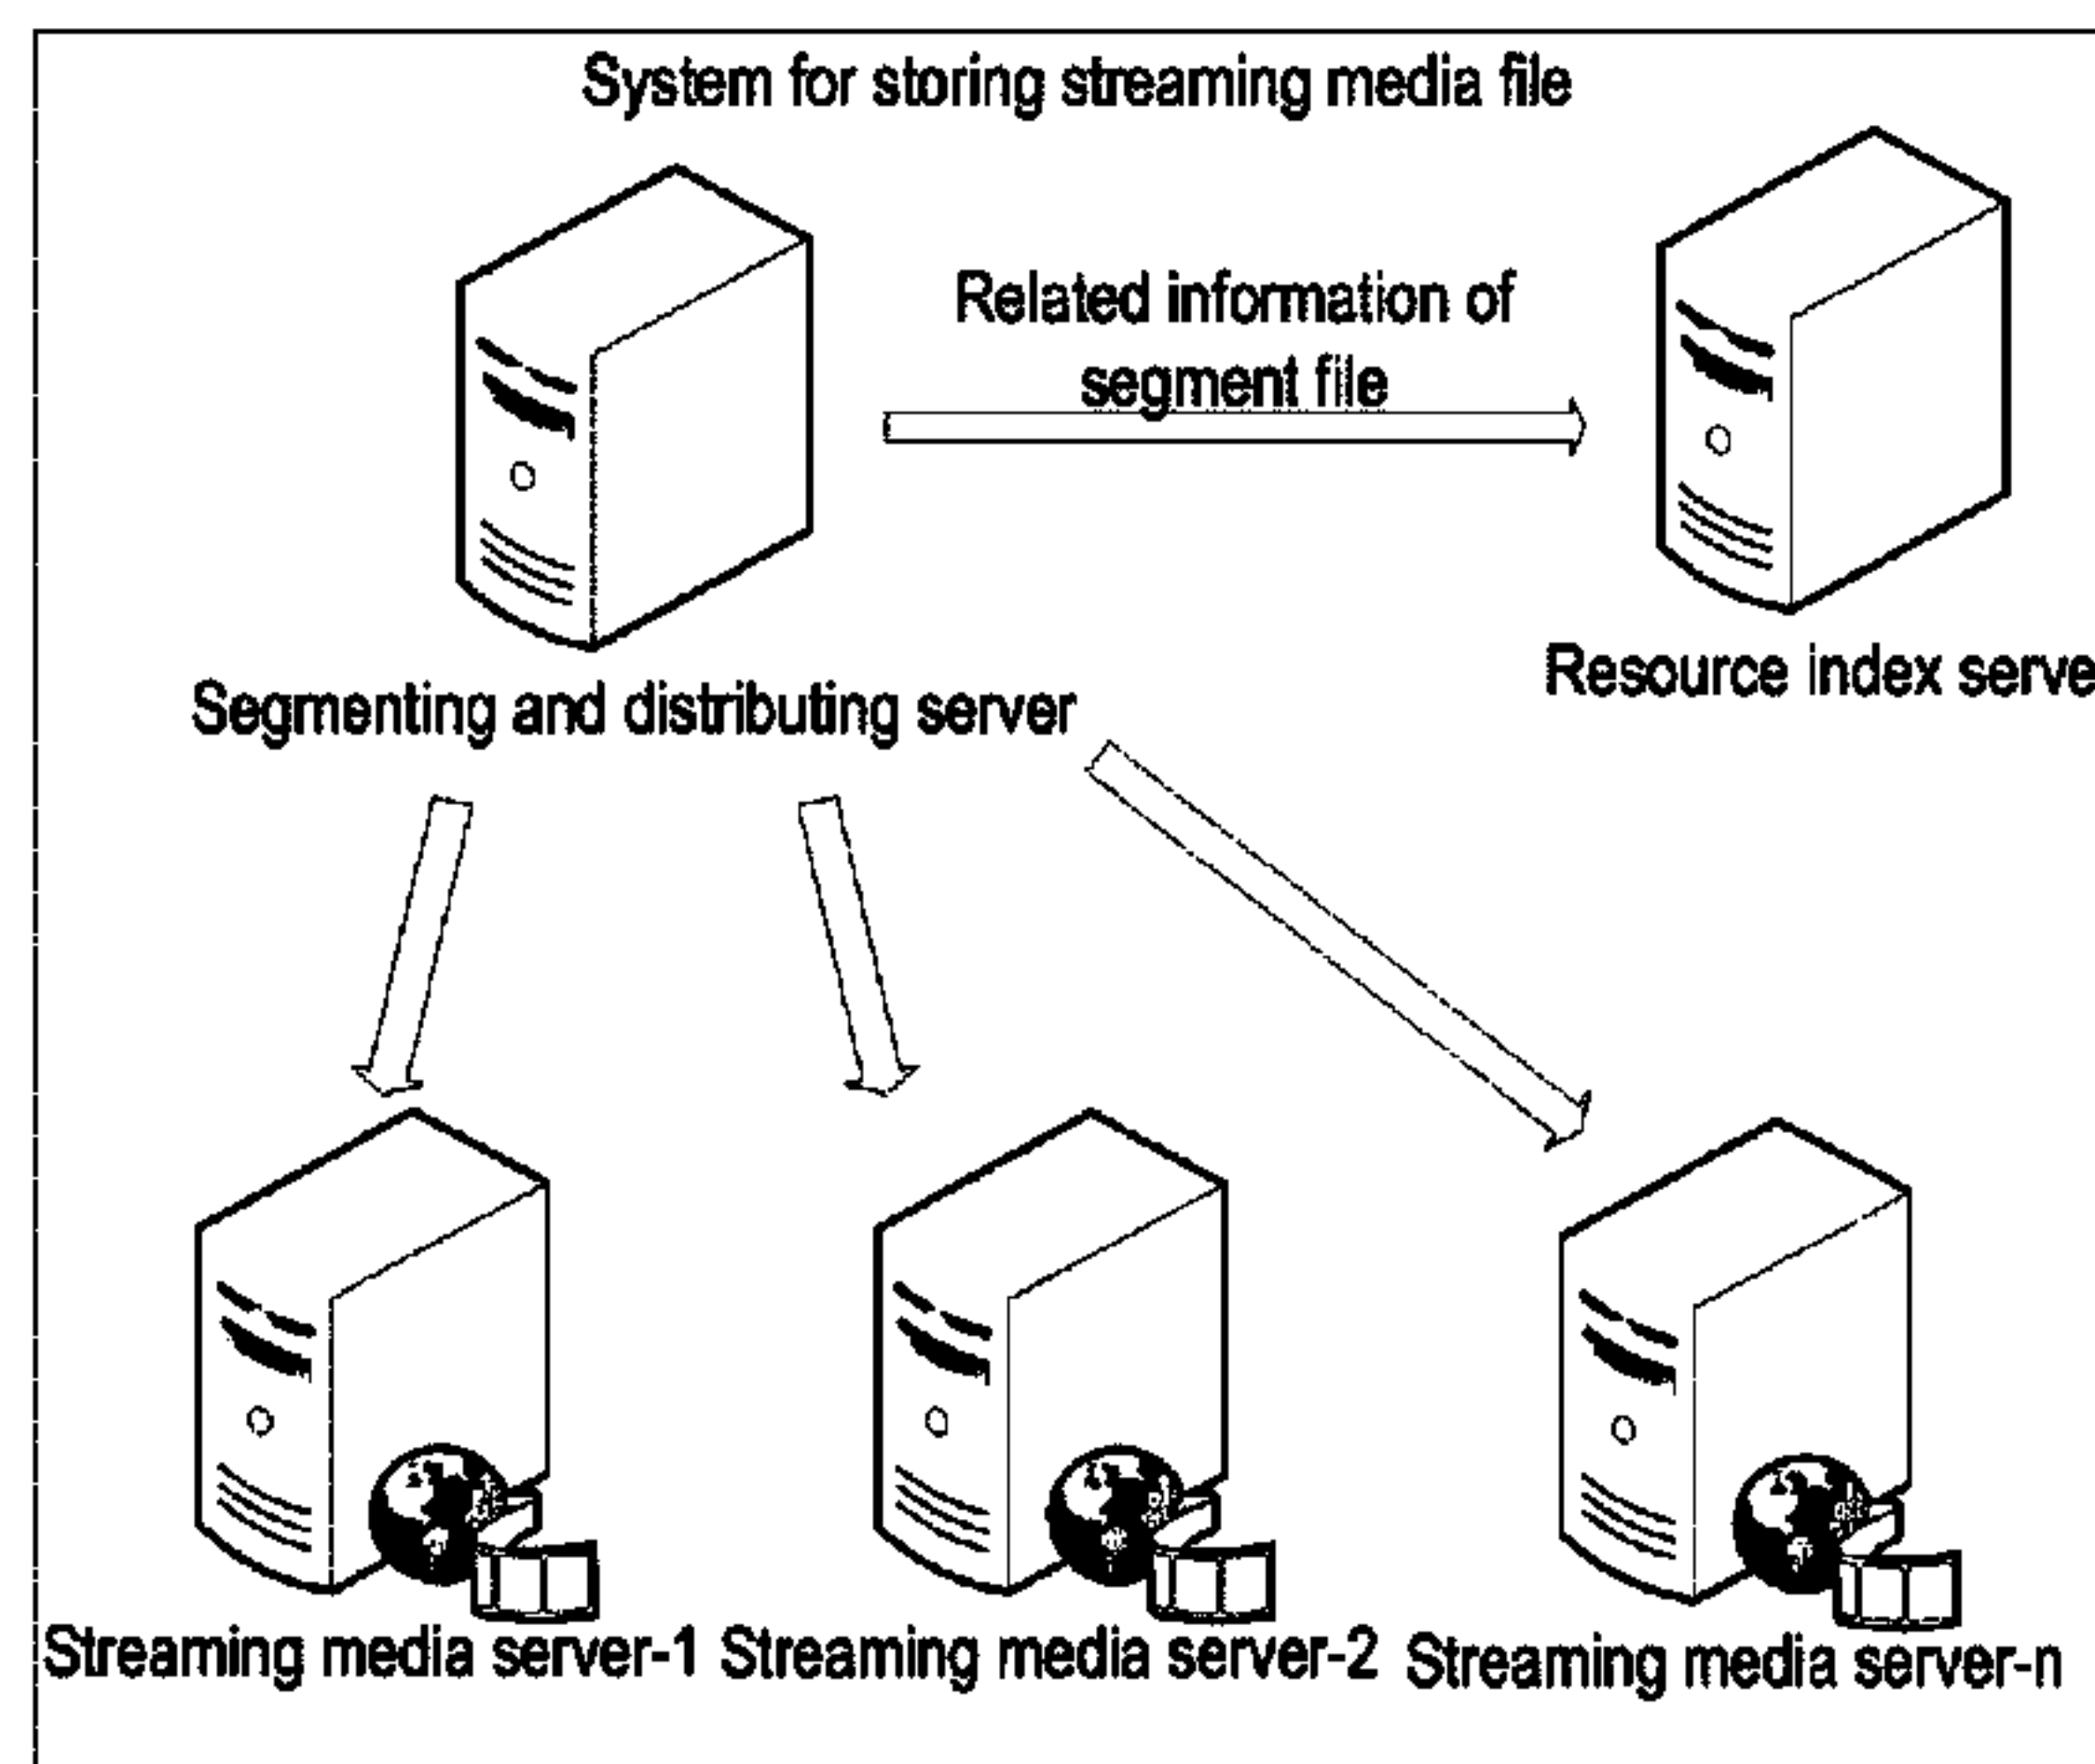 System for storing streaming media file
Related information of
segment file
Resource index serve
Segmenting and distributing server
Streaming media server-1
Streaming media server-2
Streaming media server-n